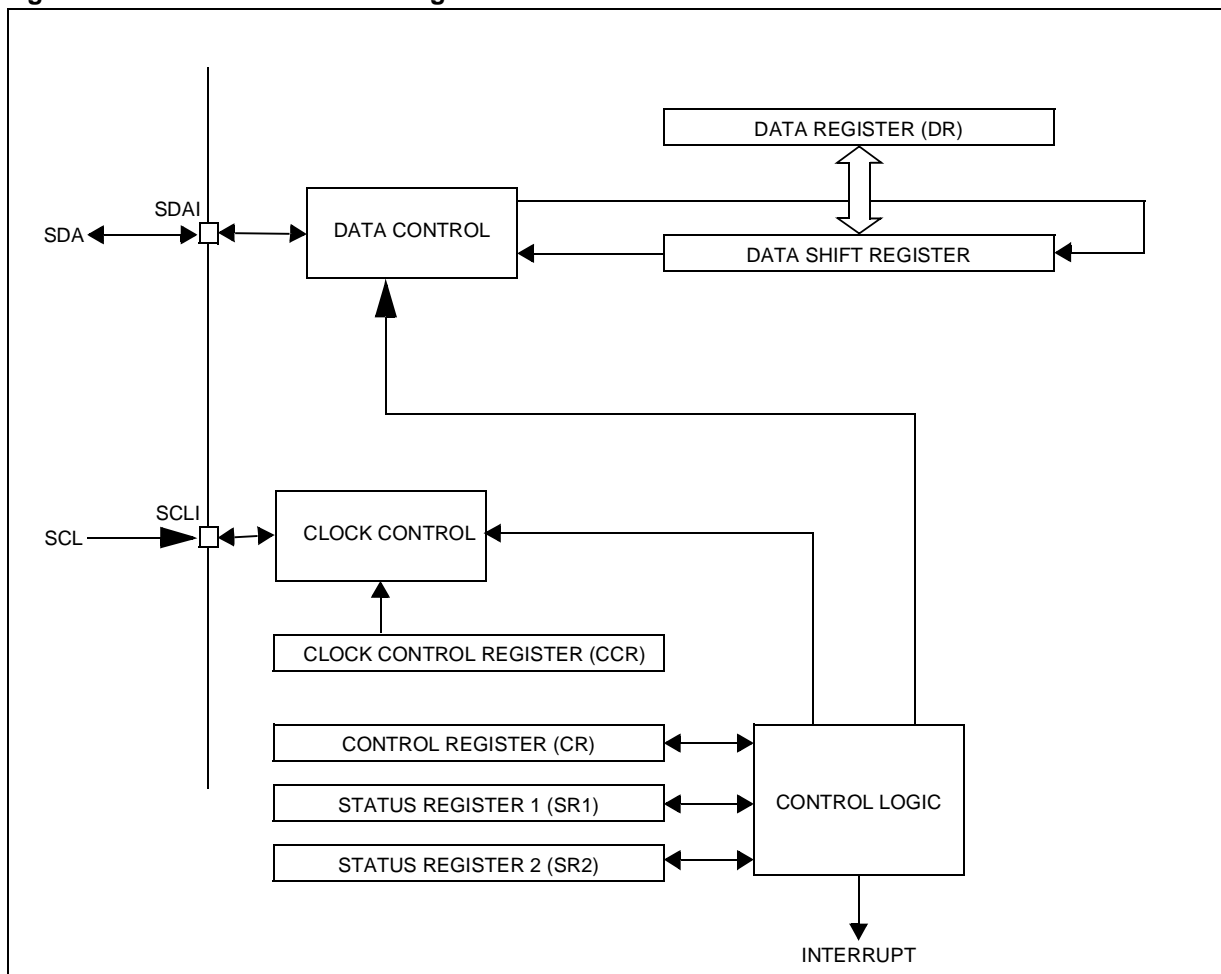 DATA REGISTER (DR)
SDAI
SDA
DATA CONTROL
DATA SHIFT REGISTER
SCLI
SCL
CLOCK CONTROL
CLOCK CONTROL REGISTER (CCR)
CONTROL REGISTER (CR)
STATUS REGISTER 1 (SR1)
CONTROL LOGIC
STATUS REGISTER 2 (SR2)
INTERRUPT